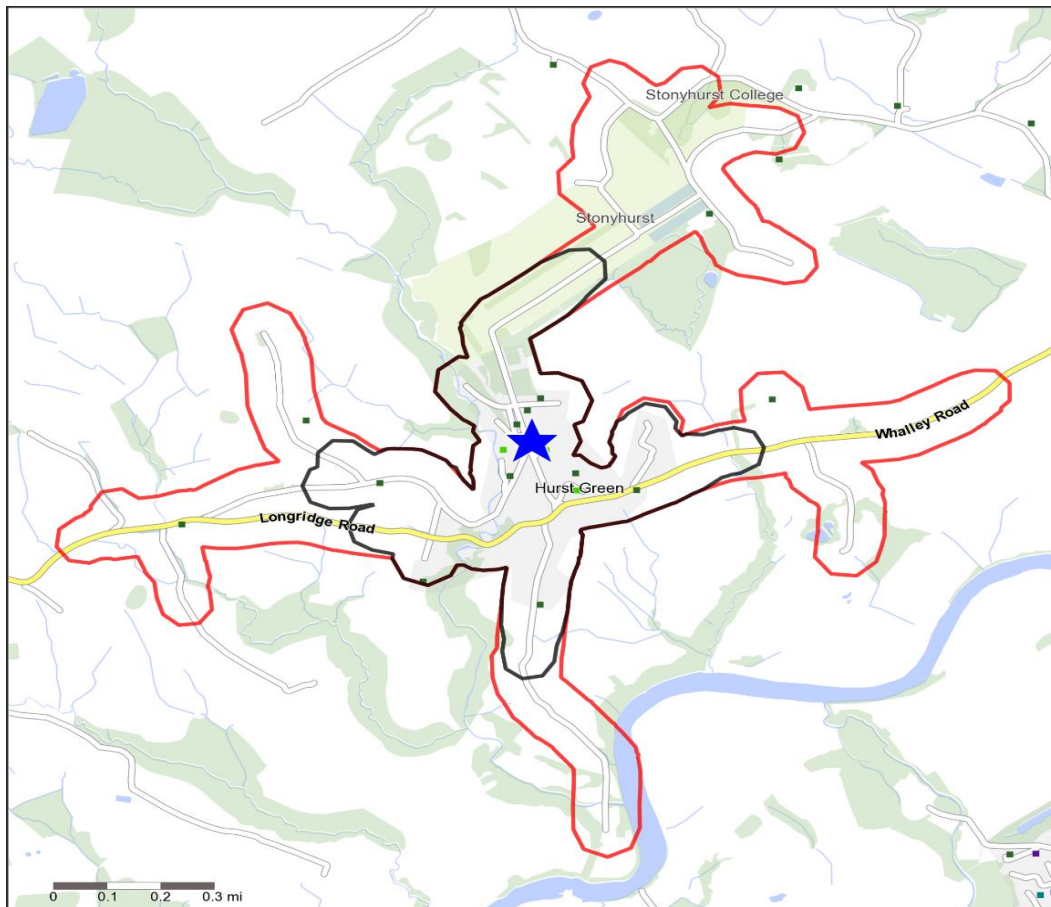 Stonyhurst College
Stonyhurst
Whalley Road
Hurst Green
Longridge Road
0 0.1 0.2 0.3 mi